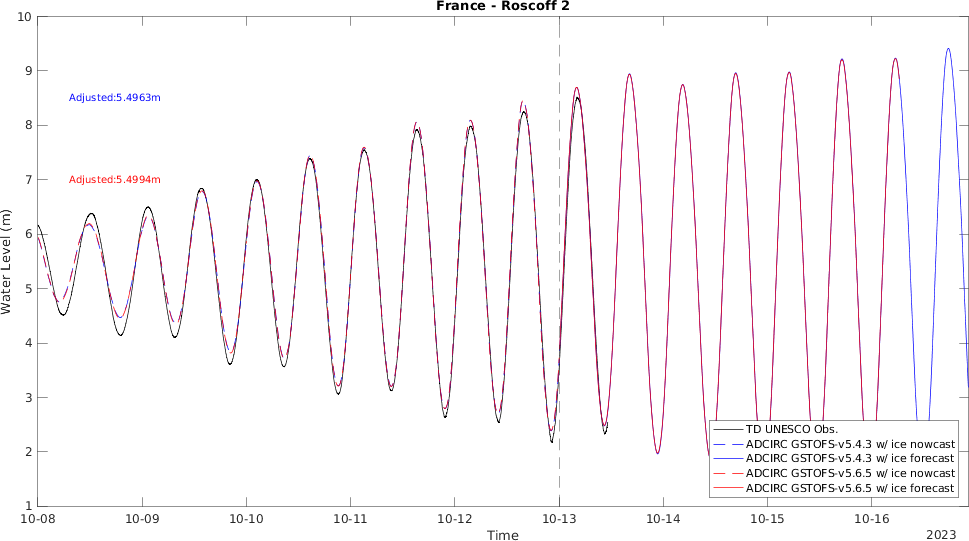 France - Roscoff 2
10
9
8
7
6
5
4
3
2
1
Water Level (m)
Adjusted:5.4963m
Adjusted:5.4994m
TD UNESCO Obs.
ADCIRC GSTOFS-v5.4.3 w/ ice nowcast
ADCIRC GSTOFS-v5.4.3 w/ ice forecast
ADCIRC GSTOFS-v5.6.5 w/ ice nowcast
ADCIRC GSTOFS-v5.6.5 w/ ice forecast
10-08 10-09 10-10 10-11 10-12 10-13 10-14 10-15 10-16
Time
2023